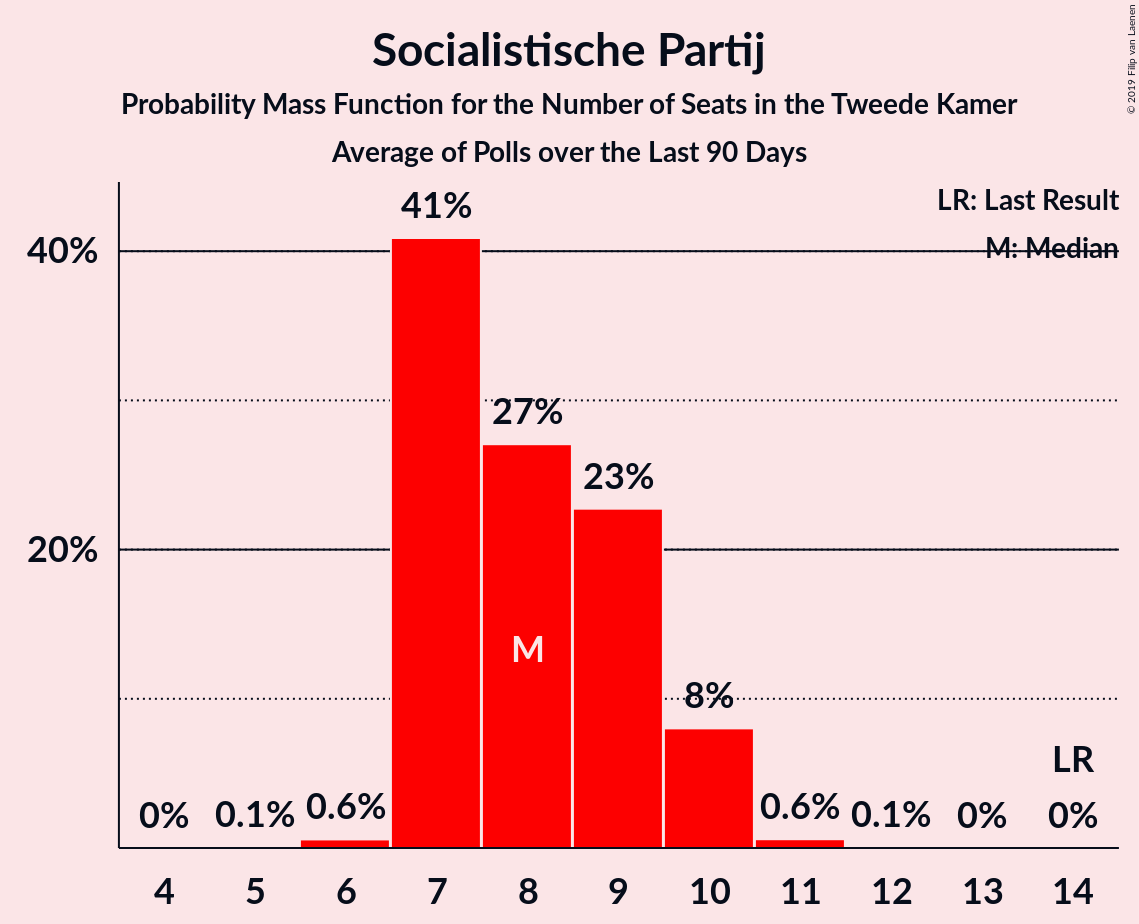 Socialistische Partij
Probability Mass Function for the Number of Seats in the Tweede Kamer
Average of Polls over the Last 90 Days
© 2019 Filip van Laenen
LR: Last Result
M: Median
41%
40%
27%
23%
20%
M
8%
LR
0%
0.1%
0.6%
0.6%
0.1%
0%
0%
4 5 6 7 8 9 10 11 12 13 14